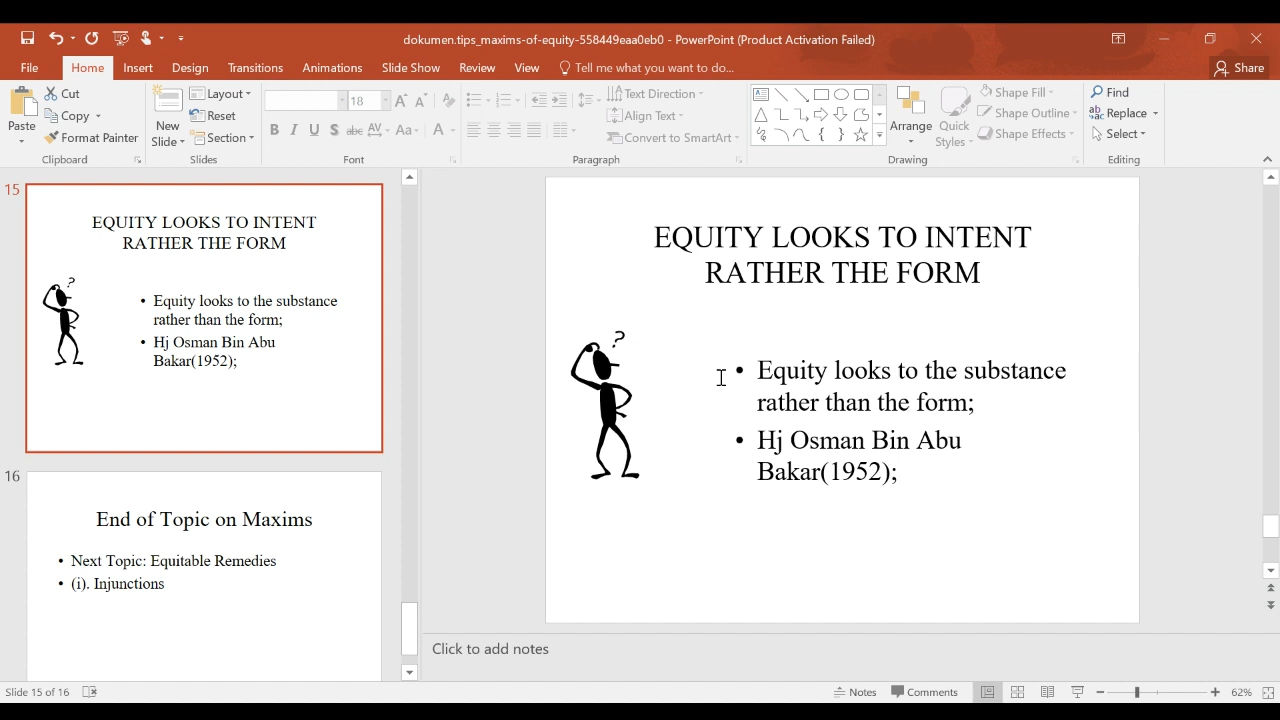 dokumen.tips_maxims-of-equity-558449eaa0eb0 - PowerPoint (Product Activation Failed)
File Home Insert Design Transitions Animations Slide Show Review View Tell me what you want to do... Share
Paste
Cut
Copy
Format Painter
Clipboard
New Slide
Layout
Reset
Section
Slides
18
B I U S abc AV Aa A
Font
Text Direction
Align Text
Convert to SmartArt
Paragraph
Arrange
Quick Styles
Shape Fill
Shape Outline
Shape Effects
Drawing
Find
Replace
Select
Editing
15
EQUITY LOOKS TO INTENT
RATHER THE FORM
?
• Equity looks to the substance
rather than the form;
• Hj Osman Bin Abu
Bakar(1952);
16
End of Topic on Maxims
• Next Topic: Equitable Remedies
• (i). Injunctions
EQUITY LOOKS TO INTENT
RATHER THE FORM
?
• Equity looks to the substance
rather than the form;
• Hj Osman Bin Abu
Bakar(1952);
Click to add notes
Slide 15 of 16 Notes Comments 62%